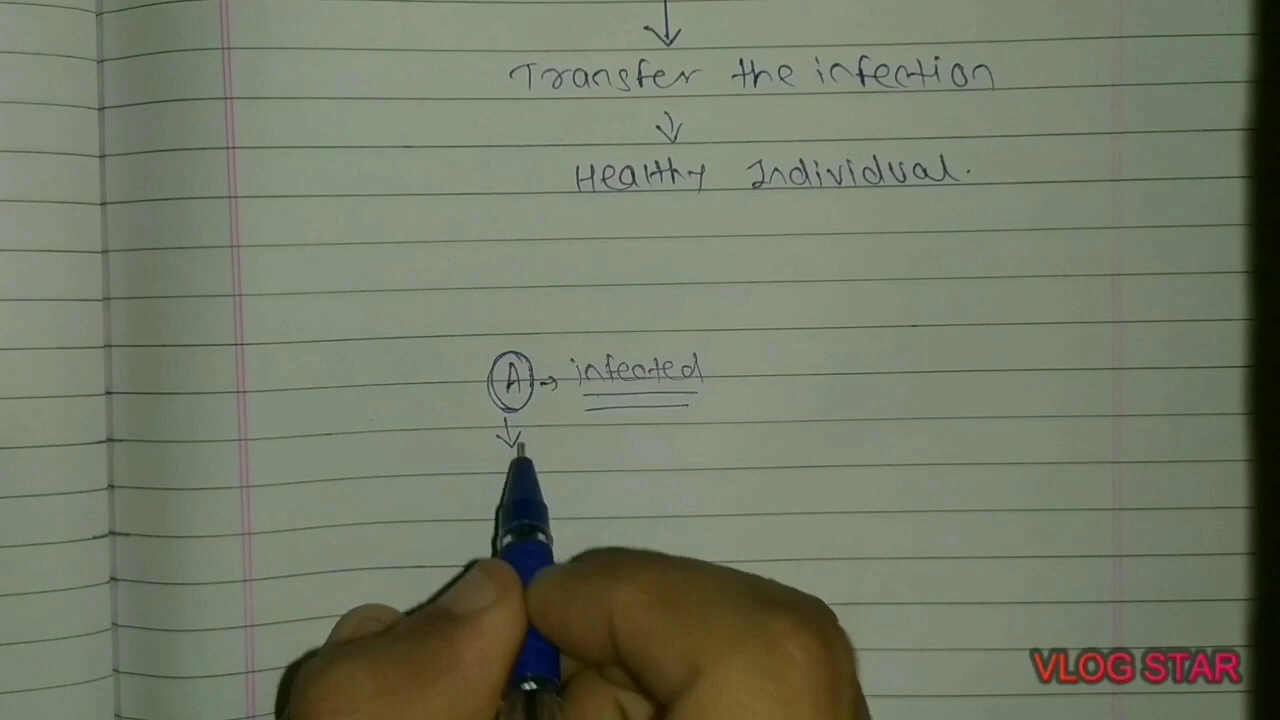 ↓
Transfer the infection
↓
Healthy Individual.
A → infected
↓
VLOG STAR